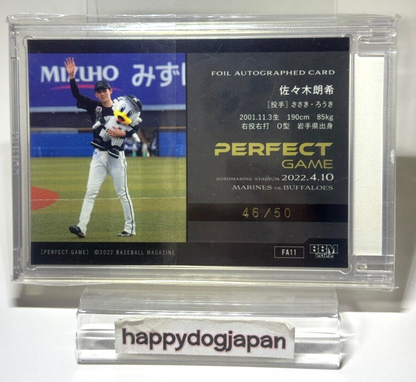 MIZUHO みずほ
FOIL AUTOGRAPHED CARD
佐々木朗希
[投手] ささき・ろうき
2001.11.3生 190cm 85kg
右投右打 O型 岩手県出身
PERFECT
GAME
ZOZOMARINE STADIUM 2022.4.10
MARINES vs. BUFFALOES
46/50
[PERFECT GAME] ©2022 BASEBALL MAGAZINE
FA11
BBM
happydogjapan